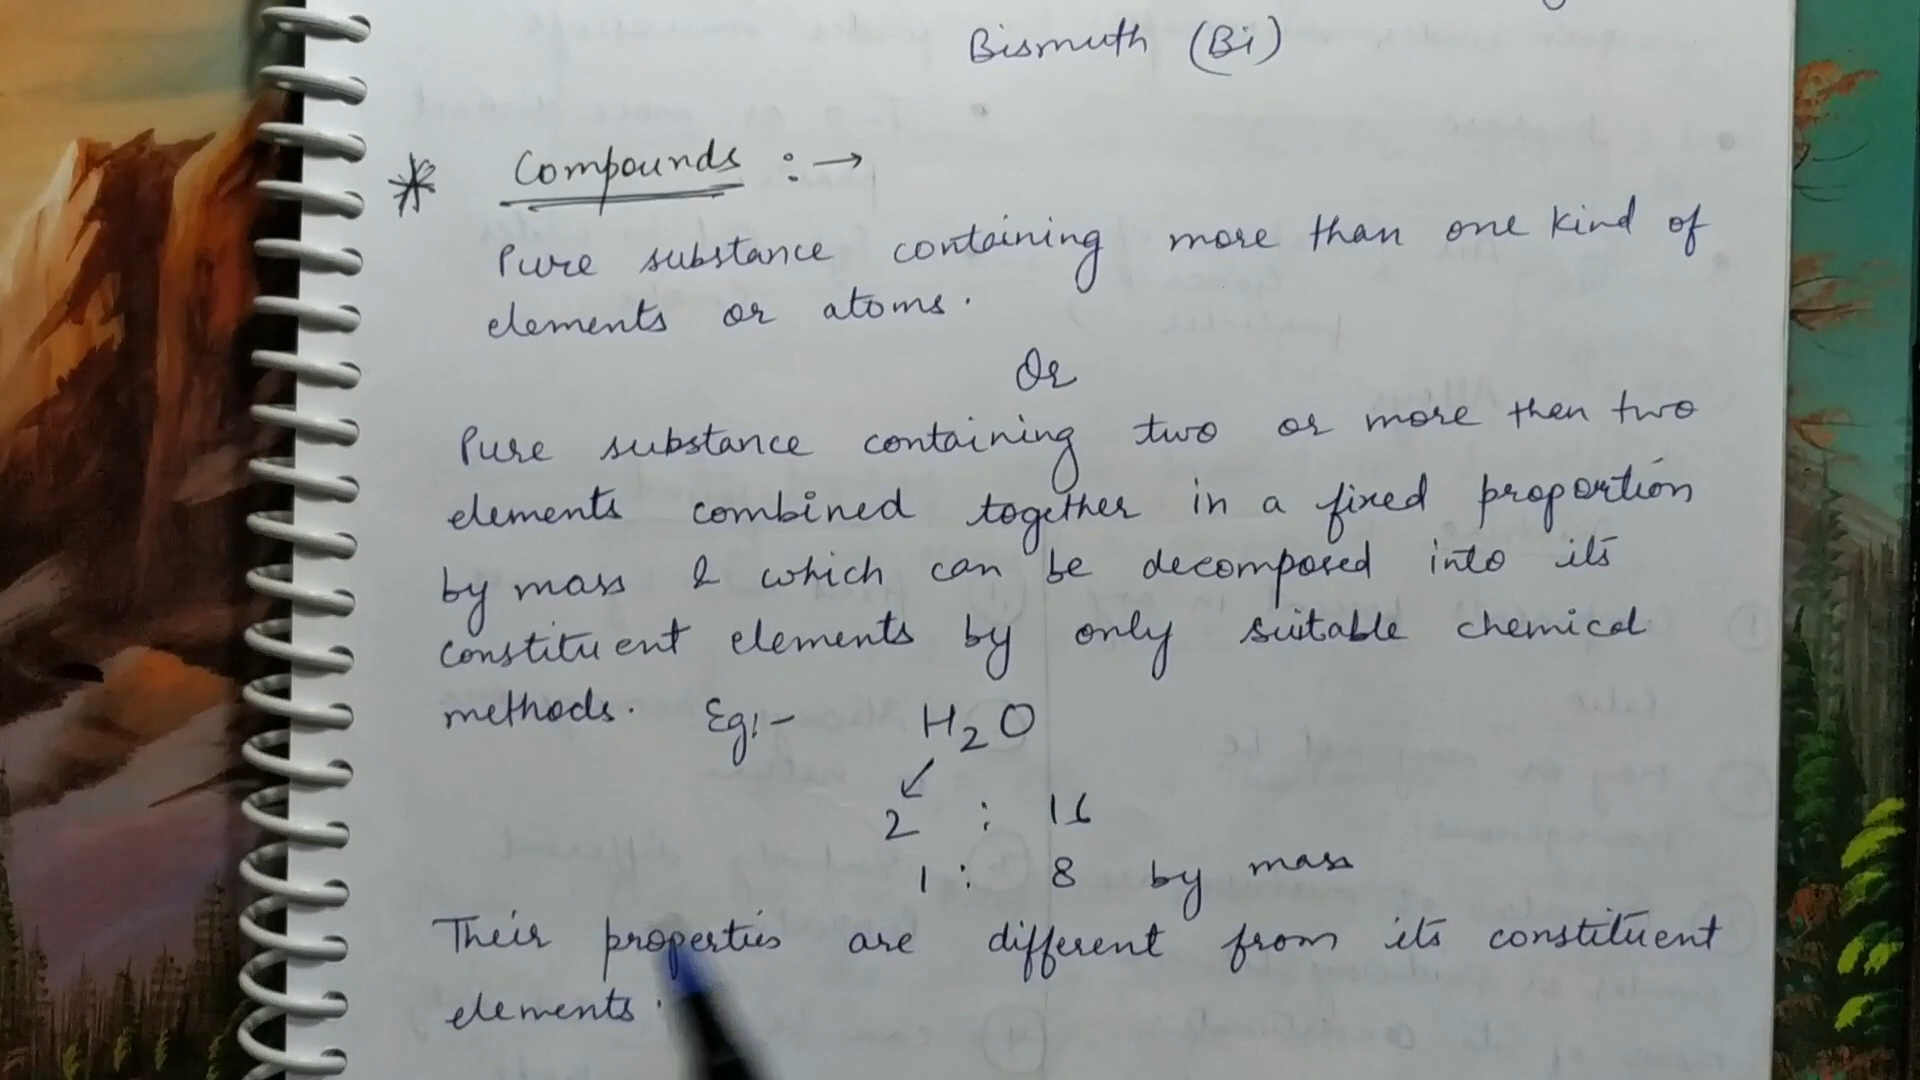 Bismuth (Bi)
* Compounds : →
Pure substance containing more than one kind of
elements or atoms.
Or
Pure substance containing two or more then two
elements combined together in a fixed proportion
by mass & which can be decomposed into its
constituent elements by only suitable chemical
methods. Eg:- H₂O
↙
2 : 16
1 : 8 by mass
Their properties are different from its constituent
elements.